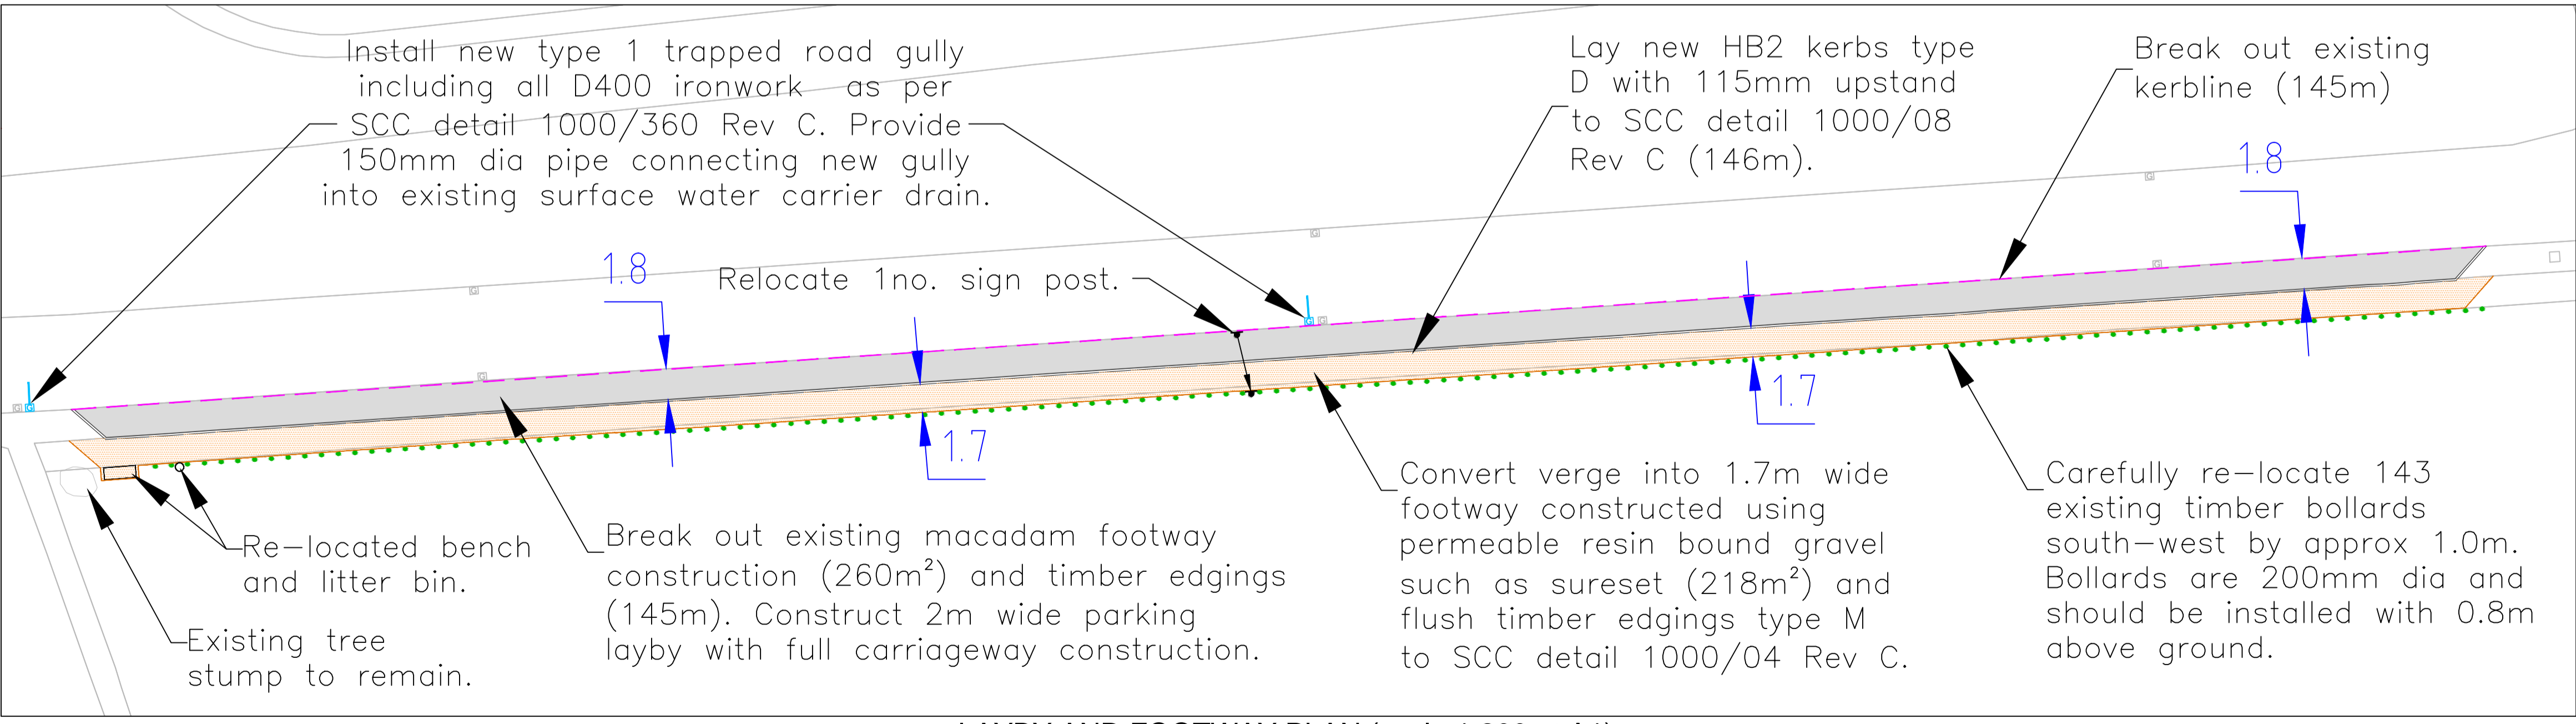 Install new type 1 trapped road gully
including all D400 ironwork as per
SCC detail 1000/360 Rev C. Provide
150mm dia pipe connecting new gully
into existing surface water carrier drain.
Lay new HB2 kerbs type
D with 115mm upstand
to SCC detail 1000/08
Rev C (146m).
Break out existing
kerbline (145m)
1.8
1.8
Relocate 1no. sign post.
G
G
G
G
G
G
G
G
G
1.7
1.7
Re-located bench
and litter bin.
Existing tree
stump to remain.
Break out existing macadam footway
construction (260m²) and timber edgings
(145m). Construct 2m wide parking
layby with full carriageway construction.
Convert verge into 1.7m wide
footway constructed using
permeable resin bound gravel
such as sureset (218m²) and
flush timber edgings type M
to SCC detail 1000/04 Rev C.
Carefully re-locate 143
existing timber bollards
south-west by approx 1.0m.
Bollards are 200mm dia and
should be installed with 0.8m
above ground.